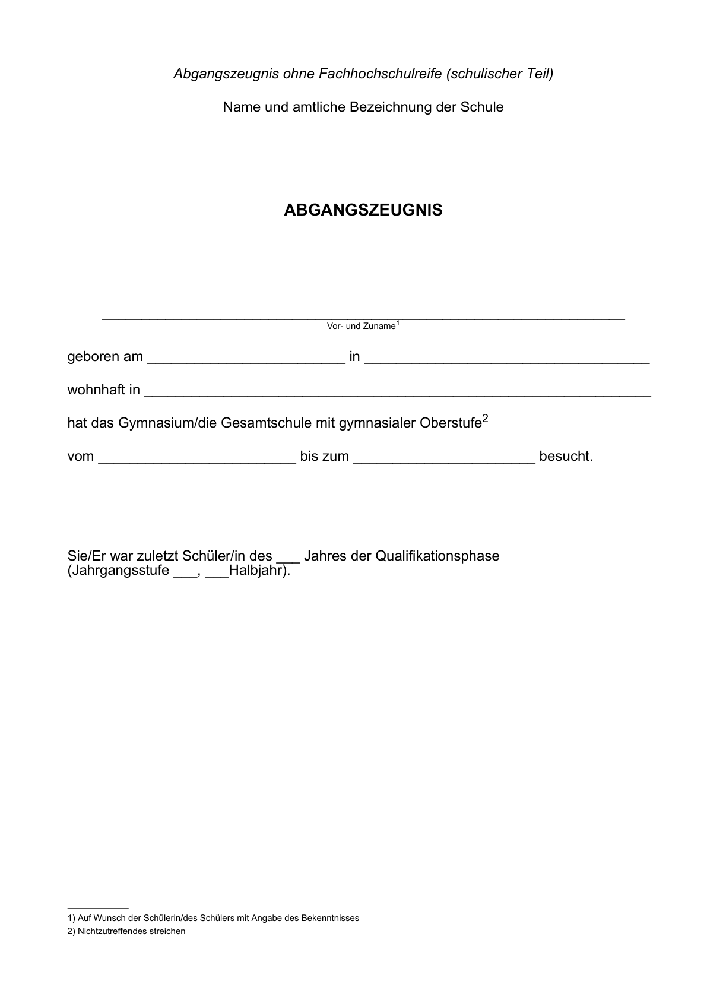 Abgangszeugnis ohne Fachhochschulreife (schulischer Teil)
Name und amtliche Bezeichnung der Schule
ABGANGSZEUGNIS
__________________________________________________________________
Vor- und Zuname1
geboren am _________________________ in ____________________________________
wohnhaft in ________________________________________________________________
hat das Gymnasium/die Gesamtschule mit gymnasialer Oberstufe2
vom _________________________ bis zum _______________________ besucht.
Sie/Er war zuletzt Schüler/in des ___ Jahres der Qualifikationsphase
(Jahrgangsstufe ___, ___Halbjahr).
1) Auf Wunsch der Schülerin/des Schülers mit Angabe des Bekenntnisses
2) Nichtzutreffendes streichen